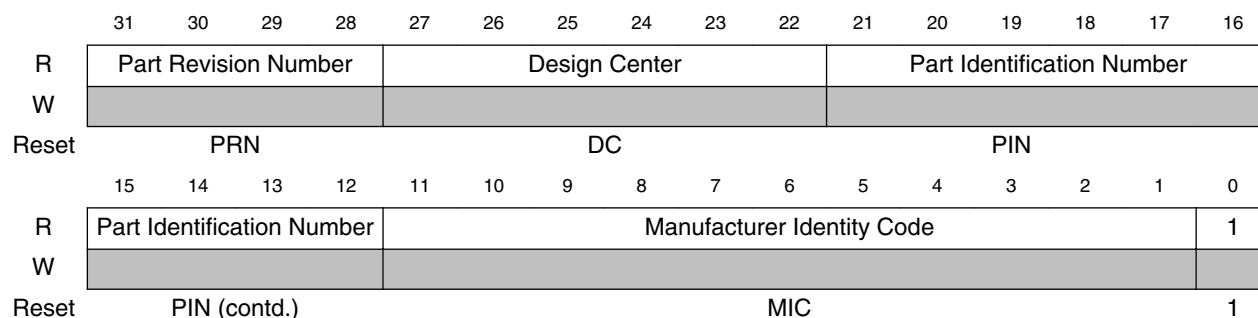 31 30 29 28 27 26 25 24 23 22 21 20 19 18 17 16
R Part Revision Number Design Center Part Identification Number
W
Reset PRN DC PIN
15 14 13 12 11 10 9 8 7 6 5 4 3 2 1 0
R Part Identification Number Manufacturer Identity Code 1
W
Reset PIN (contd.) MIC 1